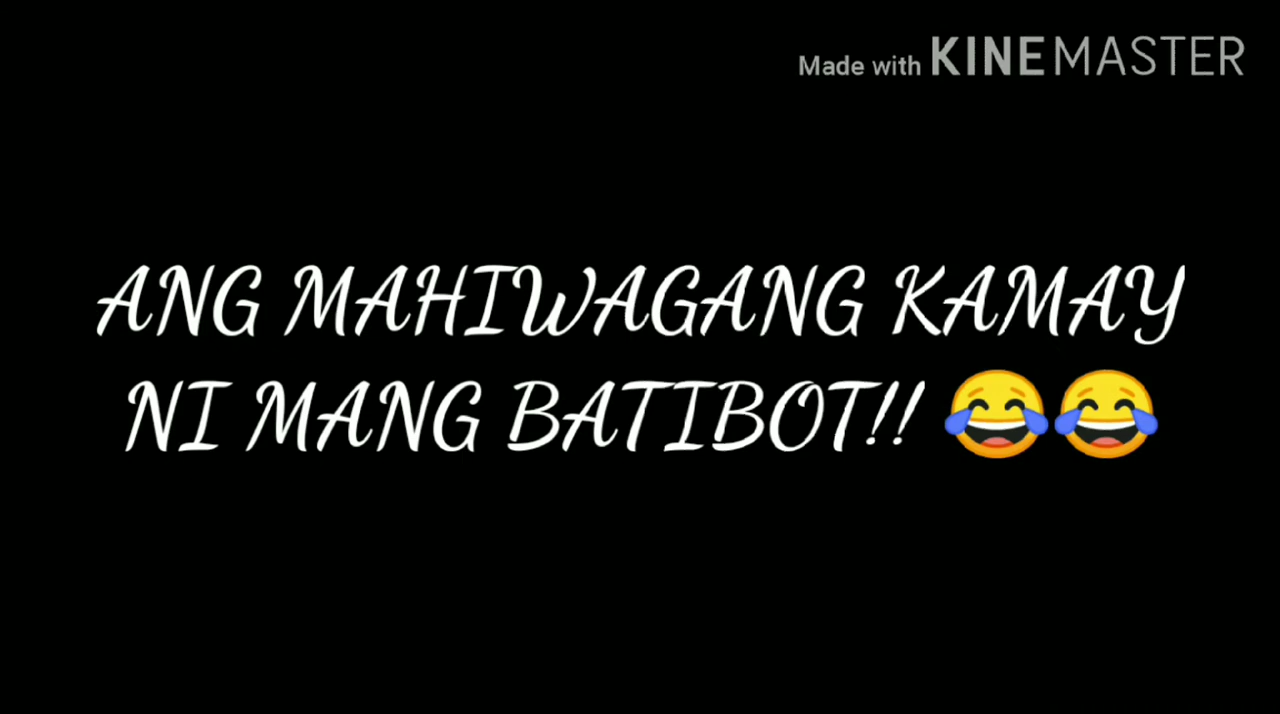 Made with KINEMASTER
ANG MAHIWAGANG KAMAY
NI MANG BATIBOT!! 😂😂